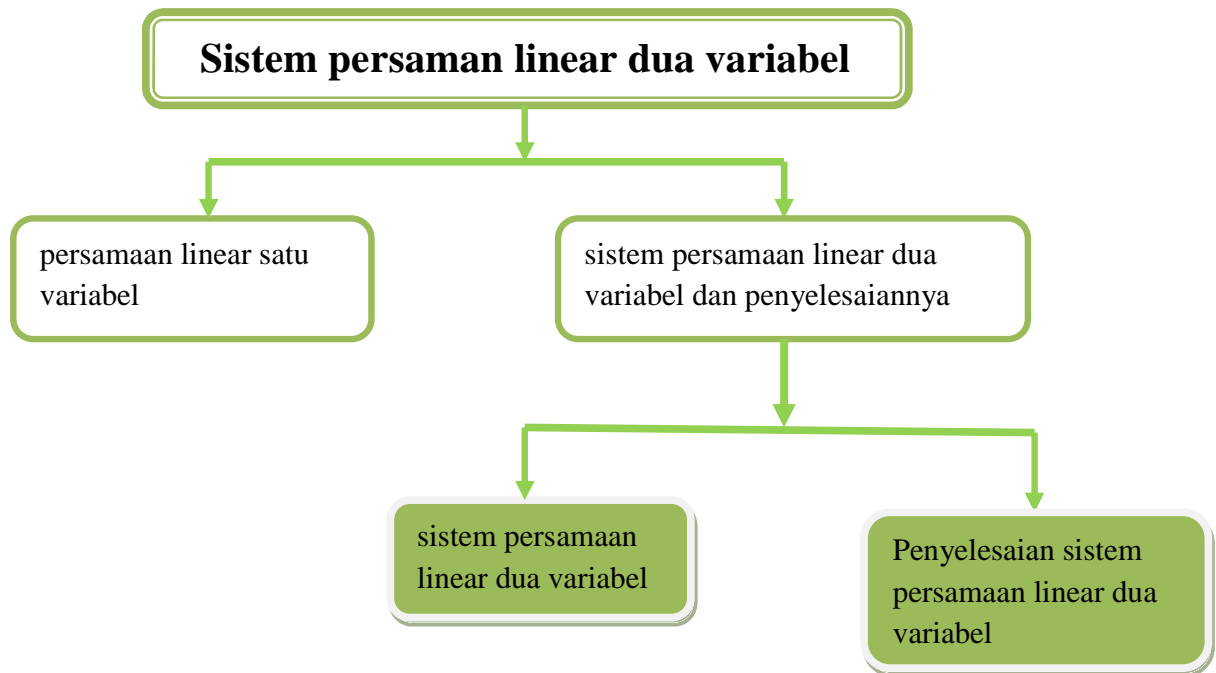 Sistem persaman linear dua variabel
persamaan linear satu
variabel
sistem persamaan linear dua
variabel dan penyelesaiannya
sistem persamaan
linear dua variabel
Penyelesaian sistem
persamaan linear dua
variabel